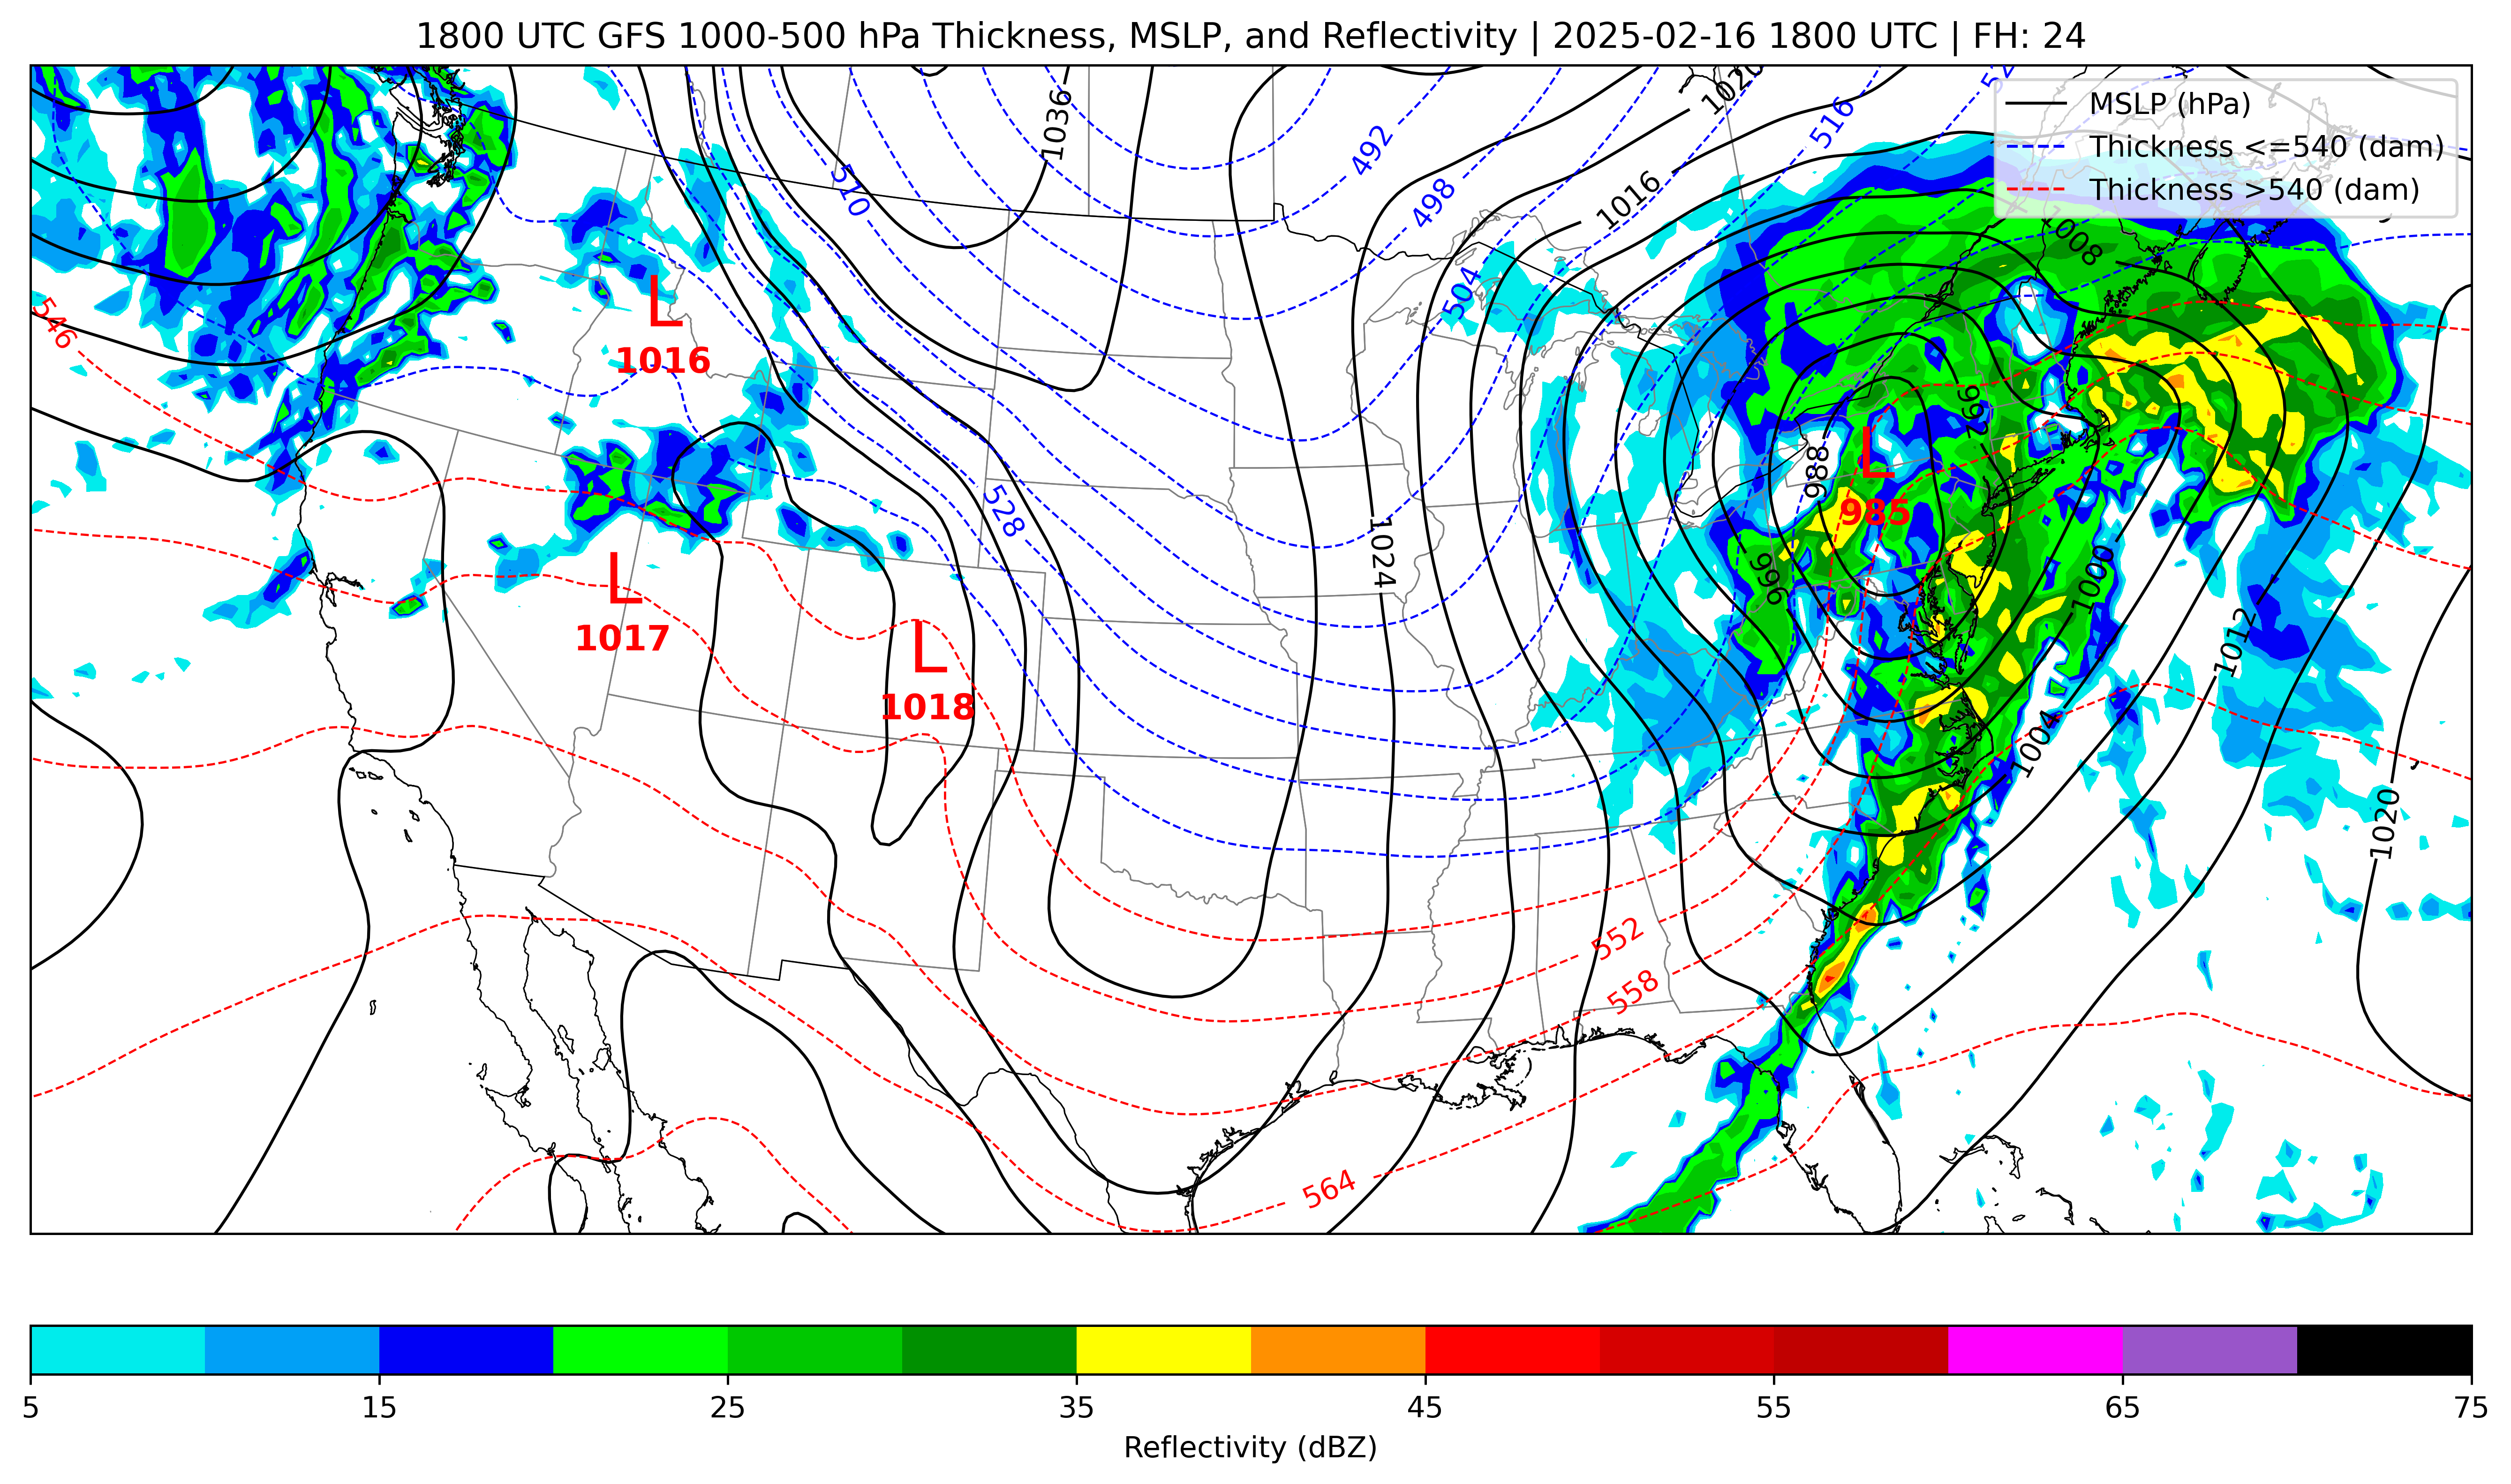 1800 UTC GFS 1000-500 hPa Thickness, MSLP, and Reflectivity | 2025-02-16 1800 UTC | FH: 24
MSLP (hPa)
Thickness <=540 (dam)
Thickness >540 (dam)
1036
1020
492
516
510
498
1016
1008
504
546
L
1016
992
L
985
988
528
1024
996
1000
L
1017
1012
L
1018
1004
1020
552
558
564
5 15 25 35 45 55 65 75
Reflectivity (dBZ)